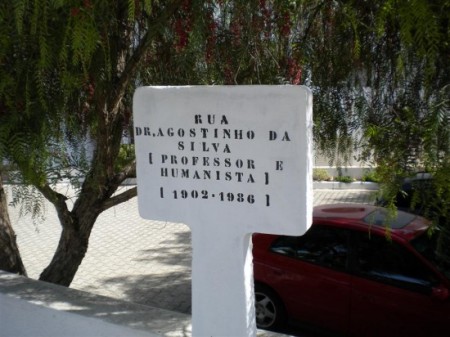 RUA
DR,AGOSTINHO DA
SILVA
[ PROFESSOR E
HUMANISTA ]
[ 1902 · 1986 ]